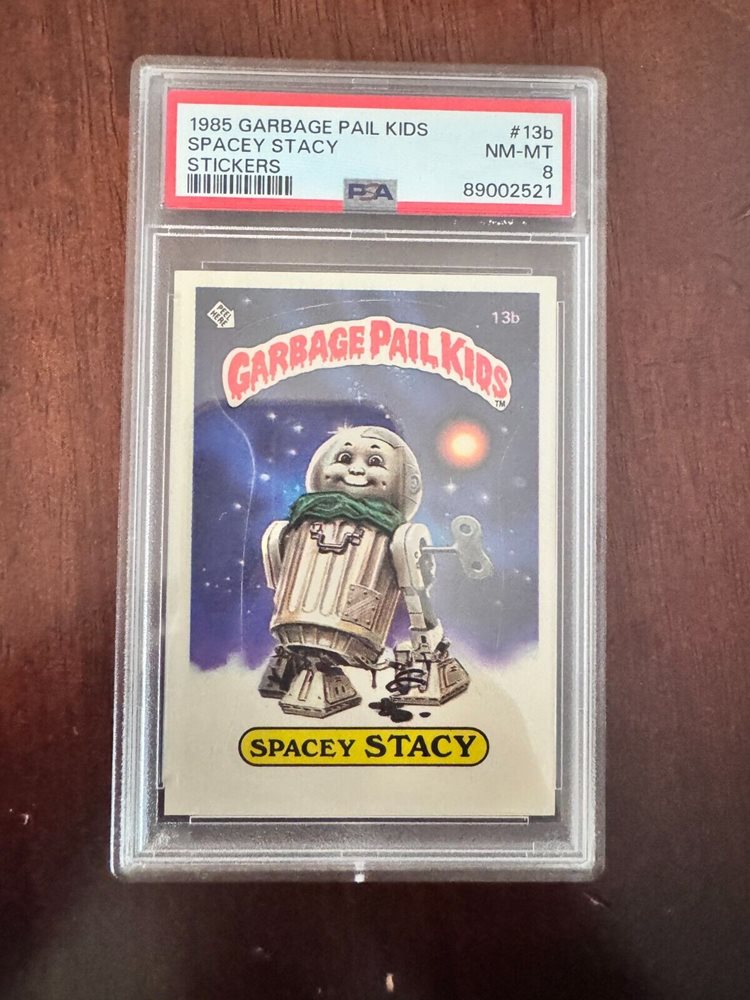 1985 GARBAGE PAIL KIDS #13b
SPACEY STACY NM-MT
STICKERS 8
PSA 89002521
PEEL HERE
13b
GARBAGE PAIL KIDS
TM
SPACEY STACY